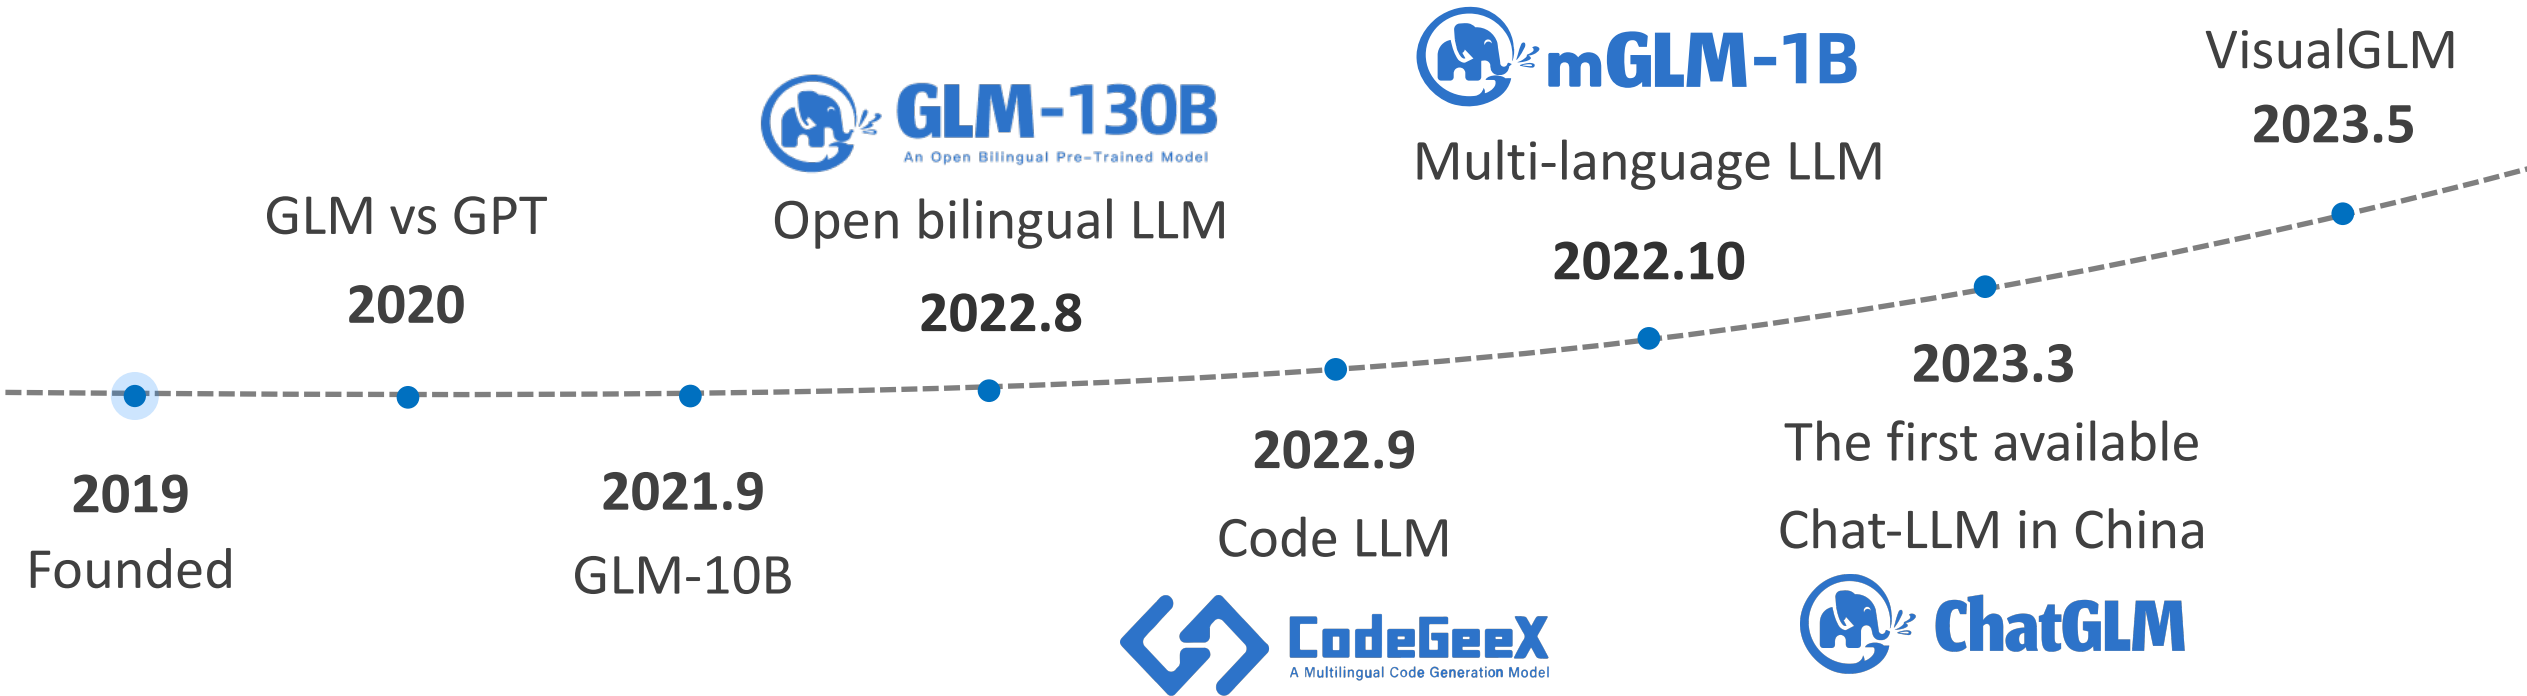 2019
Founded
GLM vs GPT
2020
2021.9
GLM-10B
GLM-130B
An Open Bilingual Pre-Trained Model
Open bilingual LLM
2022.8
2022.9
Code LLM
CodeGeeX
A Multilingual Code Generation Model
mGLM-1B
Multi-language LLM
2022.10
2023.3
The first available
Chat-LLM in China
ChatGLM
VisualGLM
2023.5